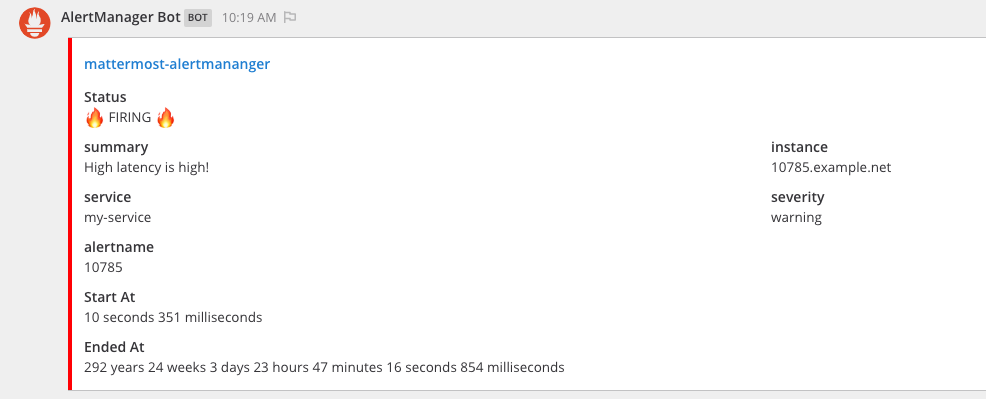 AlertManager Bot BOT 10:19 AM
mattermost-alertmananger
Status
🔥 FIRING 🔥
summary
High latency is high!
instance
10785.example.net
service
my-service
severity
warning
alertname
10785
Start At
10 seconds 351 milliseconds
Ended At
292 years 24 weeks 3 days 23 hours 47 minutes 16 seconds 854 milliseconds